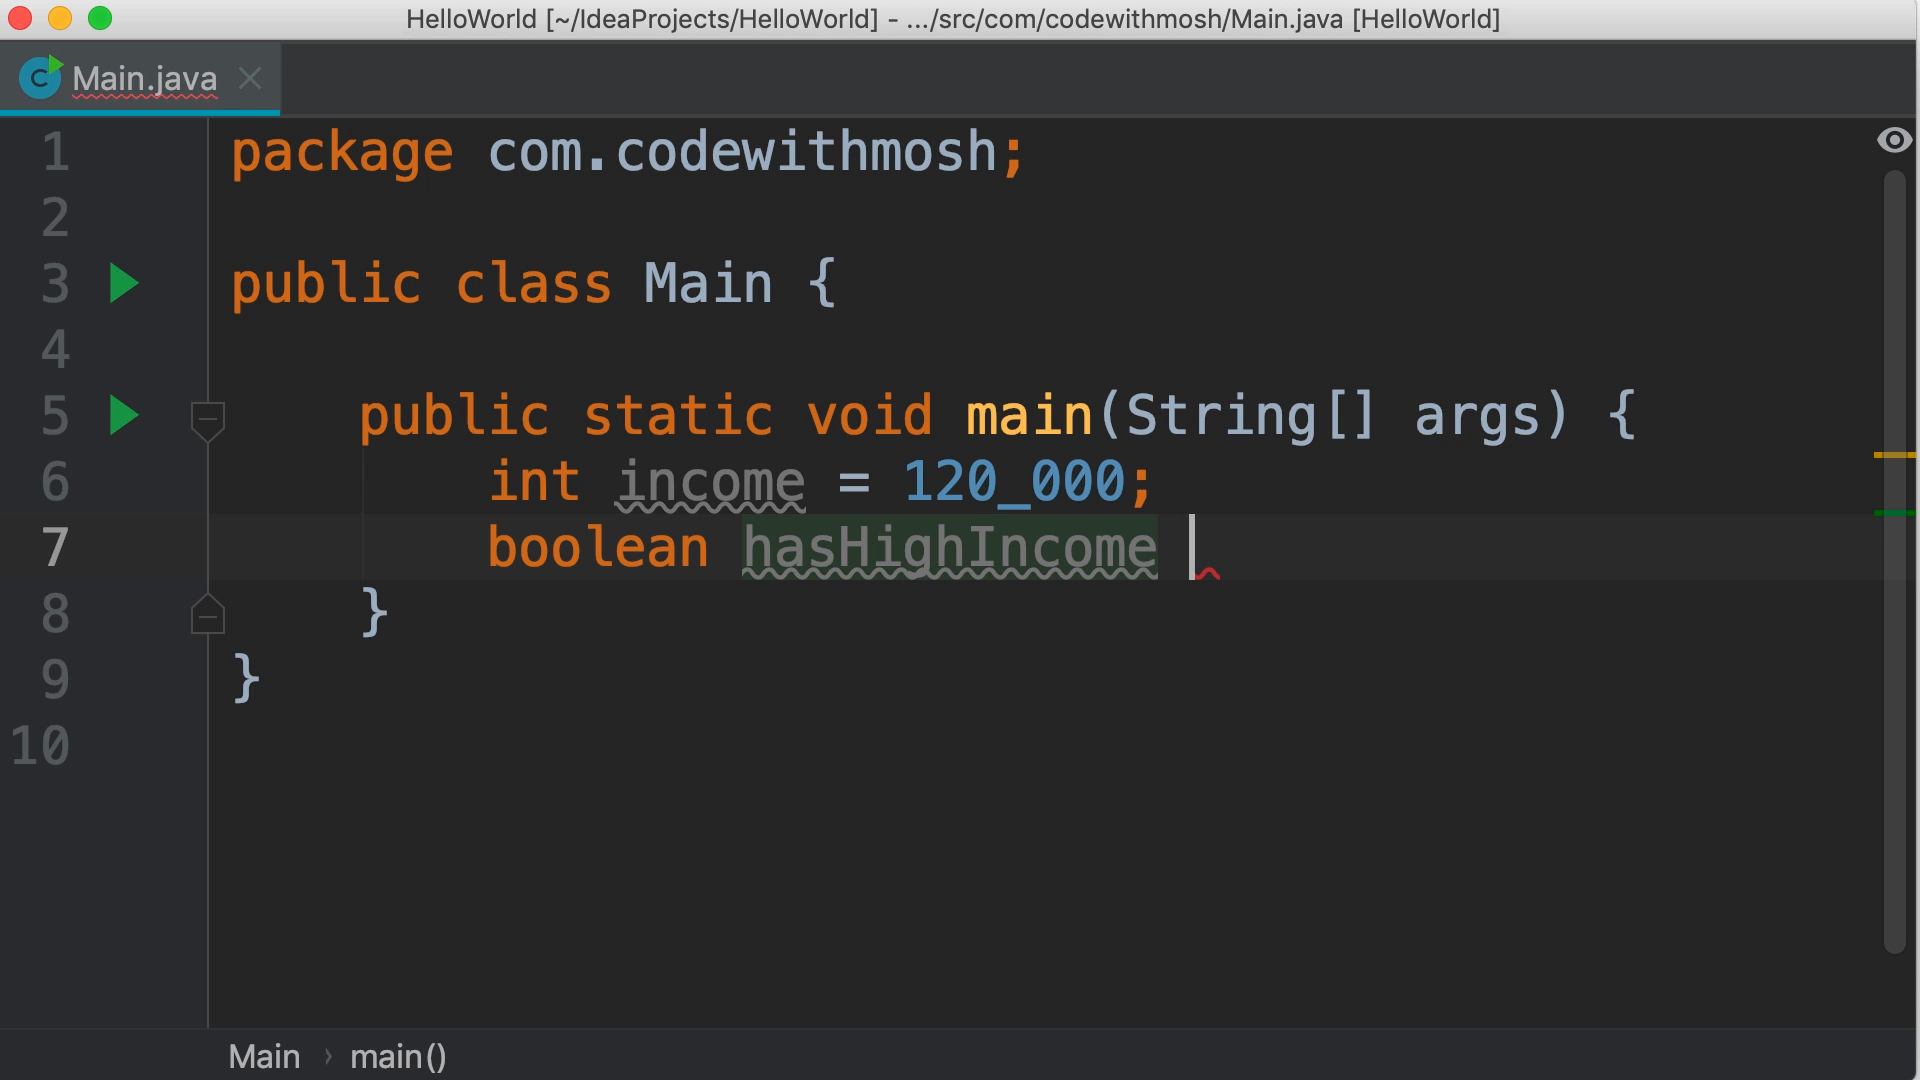 HelloWorld [~/IdeaProjects/HelloWorld] - .../src/com/codewithmosh/Main.java [HelloWorld]
C Main.java
1 package com.codewithmosh;
2
3 public class Main {
4
5 public static void main(String[] args) {
6 int income = 120_000;
7 boolean hasHighIncome
8 }
9 }
10
Main › main()